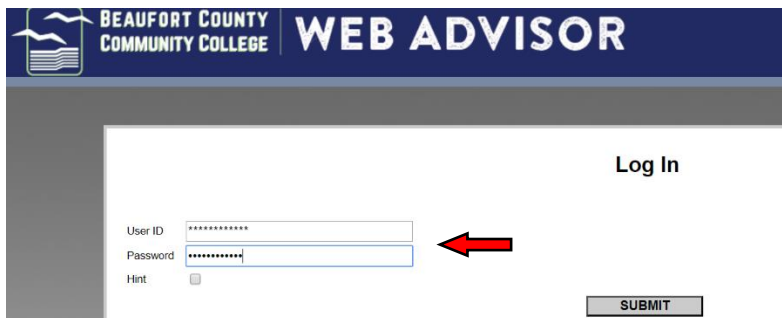 BEAUFORT COUNTY
COMMUNITY COLLEGE
WEB ADVISOR
Log In
User ID ************
Password ••••••••••••
Hint
SUBMIT